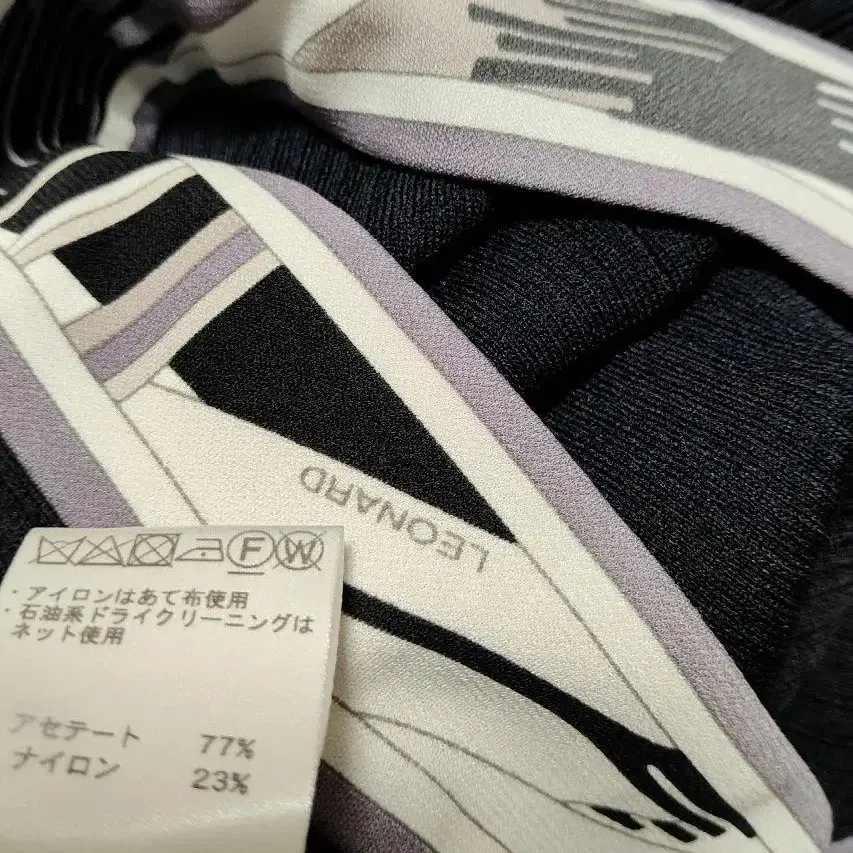 LEONARD
F W
・アイロンはあて布使用
・石油系ドライクリーニングは
ネット使用
アセテート 77%
ナイロン 23%